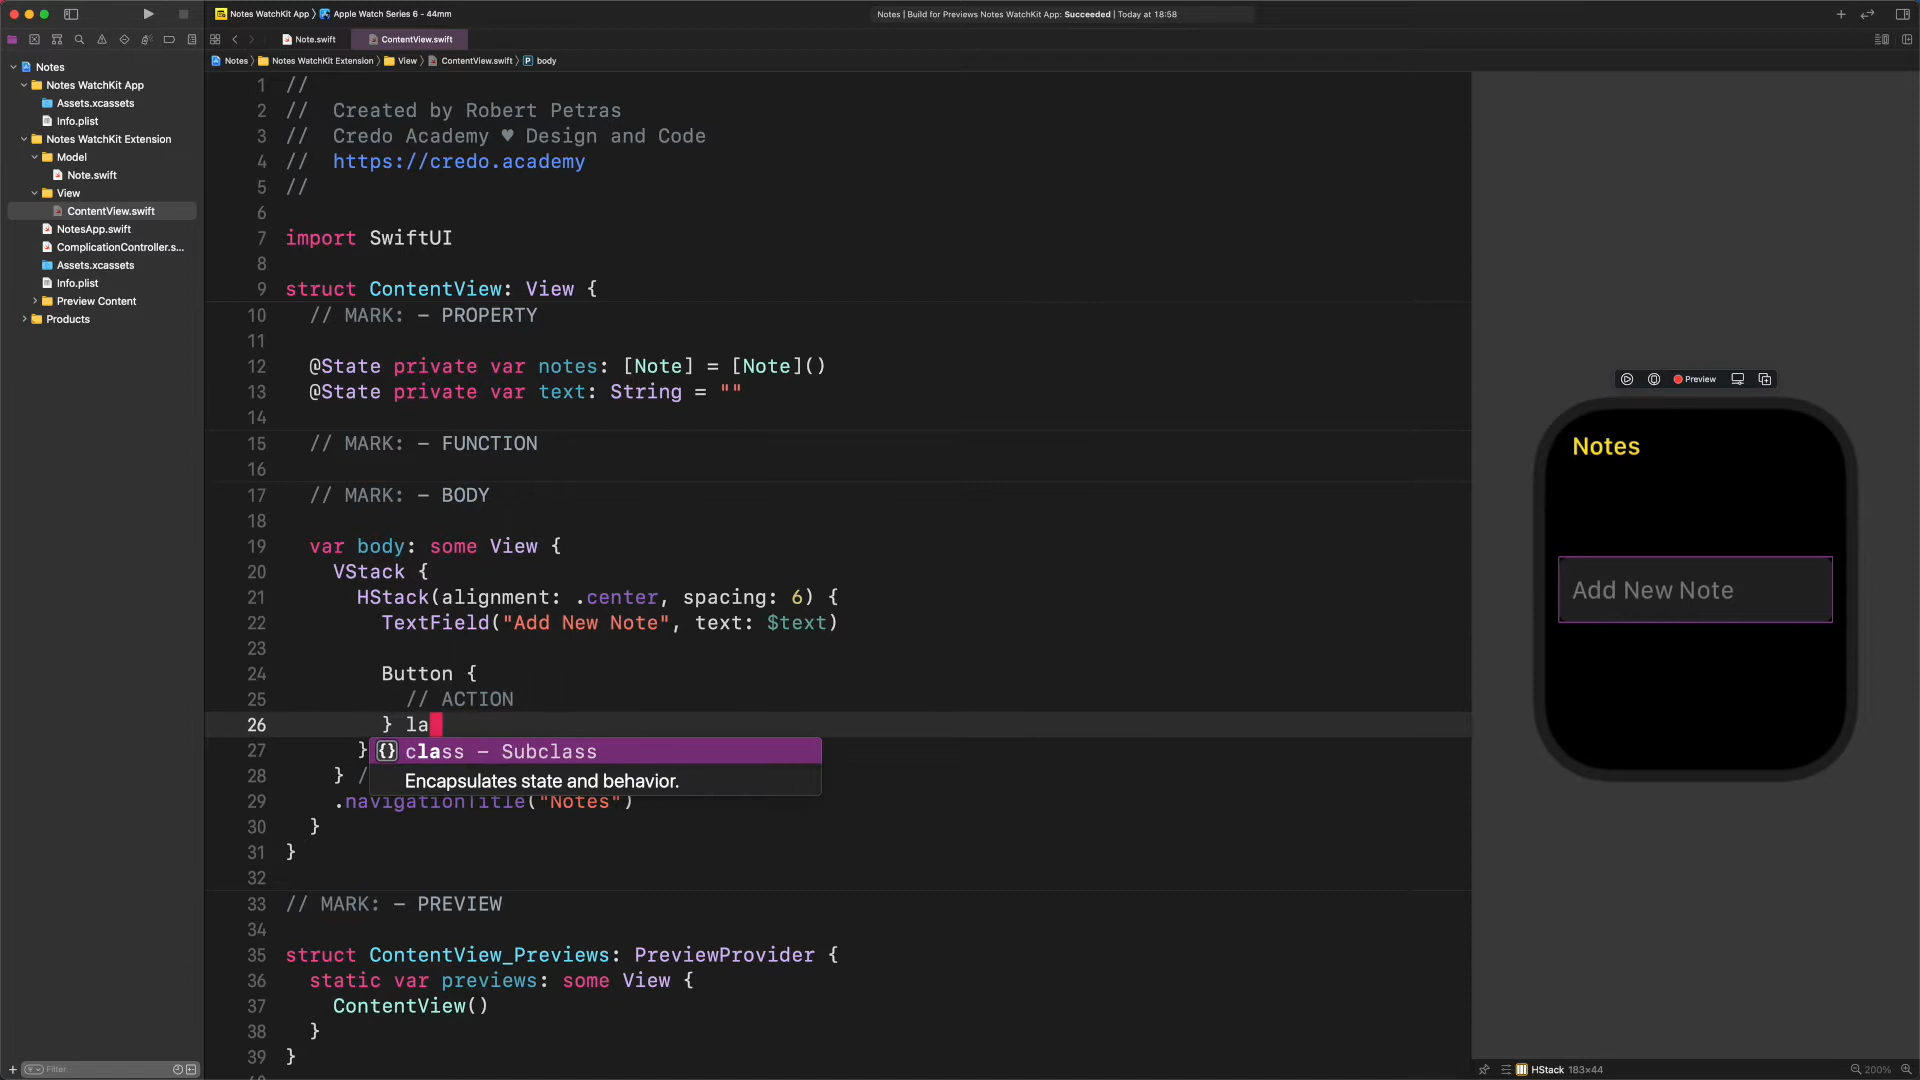 Notes WatchKit App ⟩ Apple Watch Series 6 - 44mm
Notes | Build for Previews Notes WatchKit App: Succeeded | Today at 18:58
Note.swift
ContentView.swift
Notes ⟩ Notes WatchKit Extension ⟩ View ⟩ ContentView.swift ⟩ P body
Notes
Notes WatchKit App
Assets.xcassets
Info.plist
Notes WatchKit Extension
Model
Note.swift
View
ContentView.swift
NotesApp.swift
ComplicationController.s...
Assets.xcassets
Info.plist
Preview Content
Products
Filter
1 //
2 //  Created by Robert Petras
3 //  Credo Academy ♥ Design and Code
4 //  https://credo.academy
5 //
6
7 import SwiftUI
8
9 struct ContentView: View {
10   // MARK: - PROPERTY
11
12   @State private var notes: [Note] = [Note]()
13   @State private var text: String = ""
14
15   // MARK: - FUNCTION
16
17   // MARK: - BODY
18
19   var body: some View {
20     VStack {
21       HStack(alignment: .center, spacing: 6) {
22         TextField("Add New Note", text: $text)
23
24         Button {
25           // ACTION
26         } la
27       }
{} class – Subclass
28     } /
Encapsulates state and behavior.
29     .navigationTitle("Notes")
30   }
31 }
32
33 // MARK: - PREVIEW
34
35 struct ContentView_Previews: PreviewProvider {
36   static var previews: some View {
37     ContentView()
38   }
39 }
Preview
Notes
Add New Note
HStack 183×44
200%